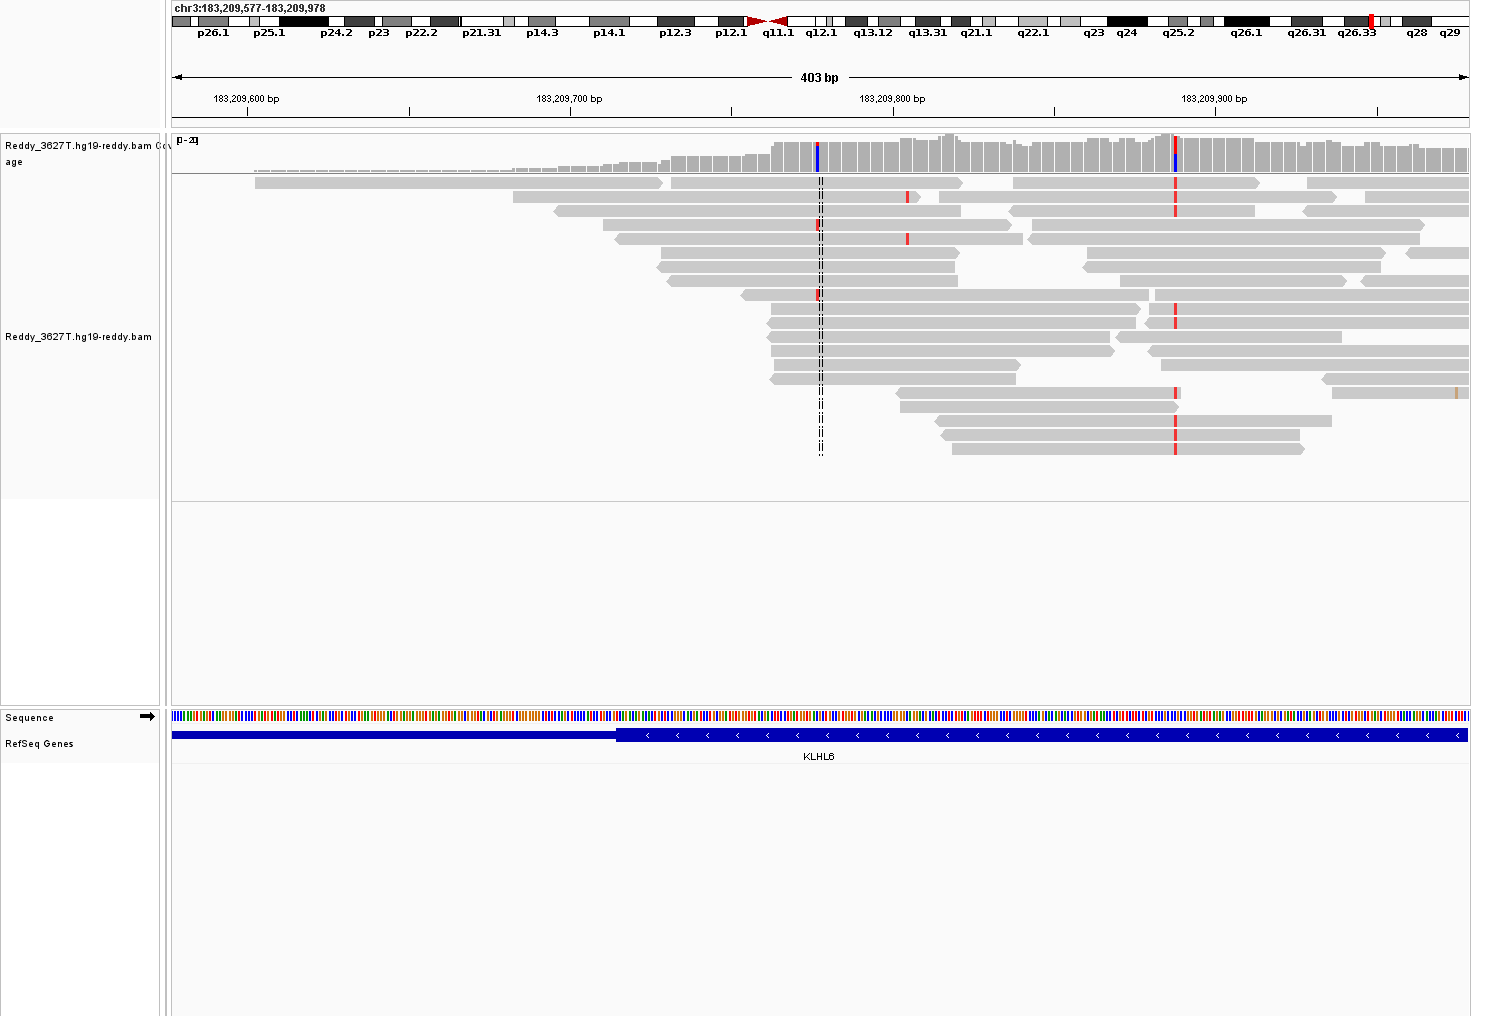 chr3:183,209,577-183,209,978
p26.1 p25.1 p24.2 p23 p22.2 p21.31 p14.3 p14.1 p12.3 p12.1 q11.1 q12.1 q13.12 q13.31 q21.1 q22.1 q23 q24 q25.2 q26.1 q26.31 q26.33 q28 q29
403 bp
183,209,600 bp 183,209,700 bp 183,209,800 bp 183,209,900 bp
[0 - 20]
Reddy_3627T.hg19-reddy.bam Cov
age
Reddy_3627T.hg19-reddy.bam
Sequence
RefSeq Genes
KLHL6